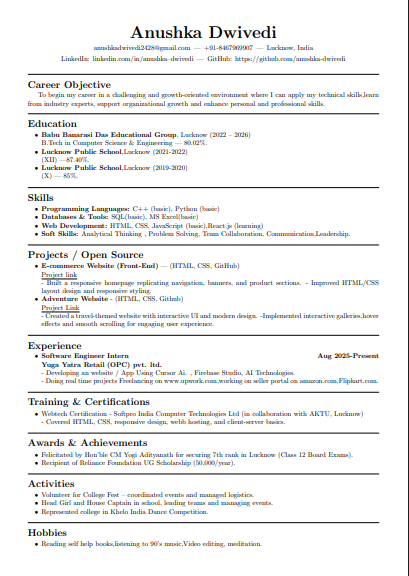 Anushka Dwivedi
anushkadwivedi2428@gmail.com — +91-8467969907 — Lucknow, India
LinkedIn: linkedin.com/in/anushka-dwivedi — GitHub: https://github.com/anushkadwivedi
Career Objective
To begin my career in a challenging and growth-oriented environment where I can apply my technical skills,learn
from industry experts, support organizational growth and enhance personal and professional skills.
Education
• Babu Banarasi Das Educational Group, Lucknow (2022 – 2026)
B.Tech in Computer Science & Engineering — 80.02%.
• Lucknow Public School,Lucknow (2021-2022)
(XII) —87.40%.
• Lucknow Public School,Lucknow (2019-2020)
(X) — 85%.
Skills
• Programming Languages: C++ (basic), Python (basic)
• Databases & Tools: SQL(basic), MS Excel(basic)
• Web Development: HTML, CSS, JavaScript (basic),React.js (learning)
• Soft Skills: Analytical Thinking , Problem Solving, Team Collaboration, Communication,Leadership.
Projects / Open Source
• E-commerce Website (Front-End) — (HTML, CSS, GitHub)
Project link
- Built a responsive homepage replicating navigation, banners, and product sections. - Improved HTML/CSS
layout design and responsive styling.
• Adventure Website - (HTML, CSS, Github)
Project Link
- Created a travel-themed website with interactive UI and modern design. -Implemented interactive galleries,hover
effects and smooth scrolling for engaging user experience.
Experience
• Software Engineer Intern Aug 2025-Present
Yuga Yatra Retail (OPC) pvt. ltd.
- Developing an website / App Using Cursur Ai. , Firebase Studio, AI Technologies.
- Doing real time projects Freelancing on www.upwork.com,working on seller portal on amazon.com,Flipkart.com.
Training & Certifications
• Webtech Certification - Softpro India Computer Technologies Ltd (in collaboration with AKTU, Lucknow)
- Covered HTML, CSS, responsive design, web hosting, and client-server basics.
Awards & Achievements
• Felicitated by Hon'ble CM Yogi Adityanath for securing 7th rank in Lucknow (Class 12 Board Exams).
• Recipient of Reliance Foundation UG Scholarship (50,000/year).
Activities
• Volunteer for College Fest – coordinated events and managed logistics.
• Head Girl and House Captain in school, leading teams and managing events.
• Represented college in Khelo India Dance Competition.
Hobbies
• Reading self help books,listening to 90's music,Video editing, meditation.